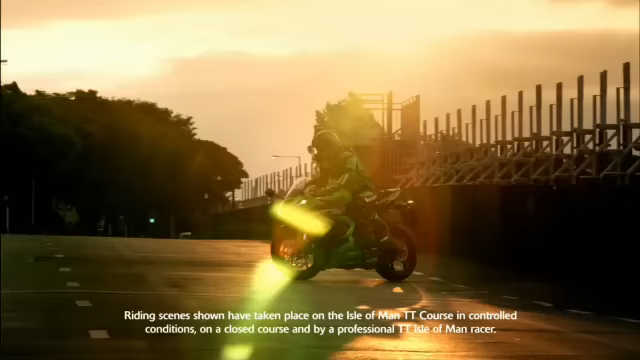 Riding scenes shown have taken place on the Isle of Man TT Course in controlled
conditions, on a closed course and by a professional TT Isle of Man racer.